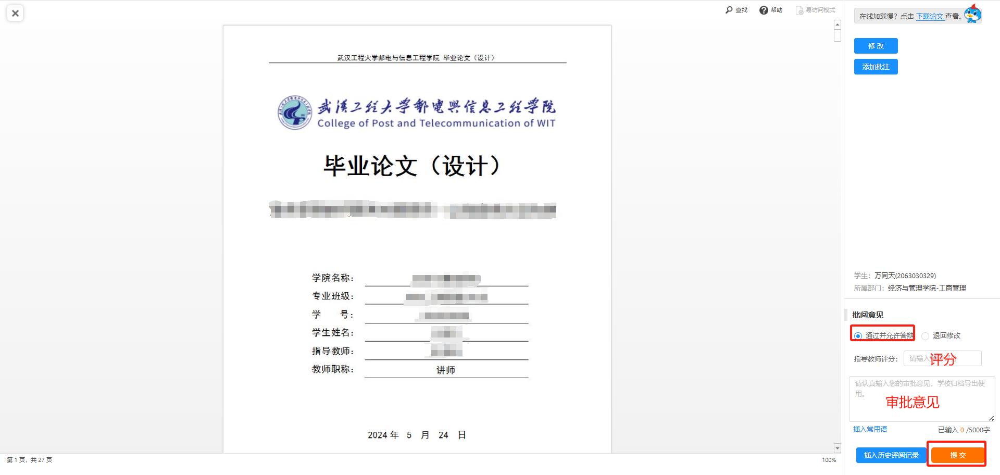 查找
帮助
易访问模式
在线加载慢？点击 下载论文 查看。
修 改
添加批注
武汉工程大学邮电与信息工程学院 毕业论文（设计）
武漢工程大学郵電與信息工程学院
College of Post and Telecommunication of WIT
毕业论文（设计）
学院名称：
专业班级：
学 号：
学生姓名：
指导教师：
教师职称： 讲师
2024 年 5 月 24 日
学生： 万同天(2063030329)
所属部门： 经济与管理学院-工商管理
批阅意见
通过并允许答辩 退回修改
指导教师评分： 请输入
评分
请认真输入您的审批意见，学校归档导出使
用。
审批意见
插入常用语 已输入 0 /5000字
插入历史评阅记录 提 交
第 1 页，共 27 页 100%